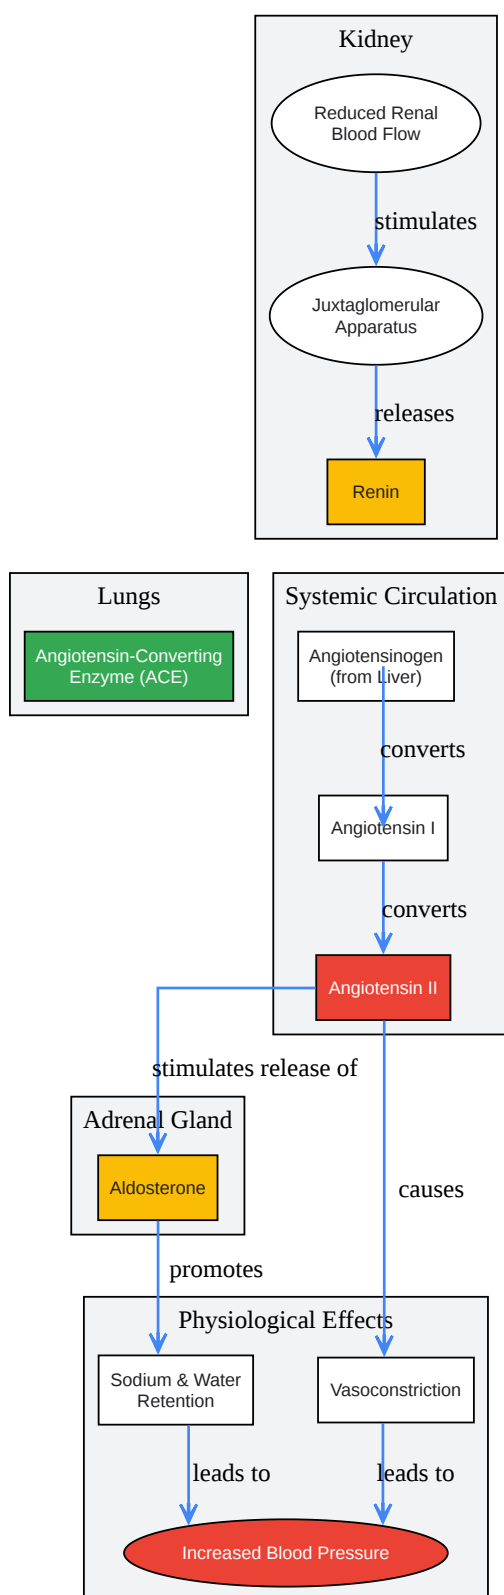 Kidney
Reduced Renal
Blood Flow
stimulates
Juxtaglomerular
Apparatus
releases
Renin
Lungs
Angiotensin-Converting
Enzyme (ACE)
Systemic Circulation
Angiotensinogen
(from Liver)
converts
Angiotensin I
converts
Angiotensin II
stimulates release of
Adrenal Gland
Aldosterone
causes
promotes
Physiological Effects
Sodium & Water
Retention
Vasoconstriction
leads to
leads to
Increased Blood Pressure